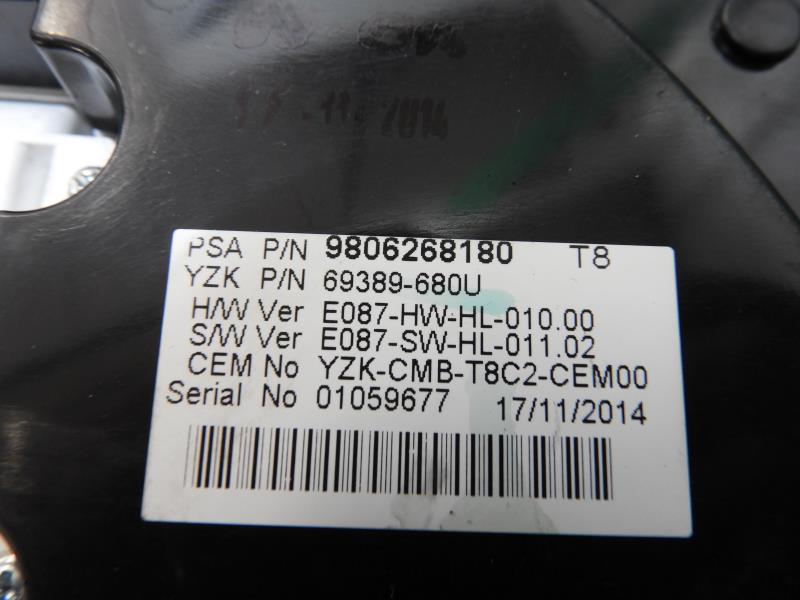 PSA P/N 9806268180 T8
YZK P/N 69389-680U
H/W Ver E087-HW-HL-010.00
S/W Ver E087-SW-HL-011.02
CEM No YZK-CMB-T8C2-CEM00
Serial No 01059677 17/11/2014